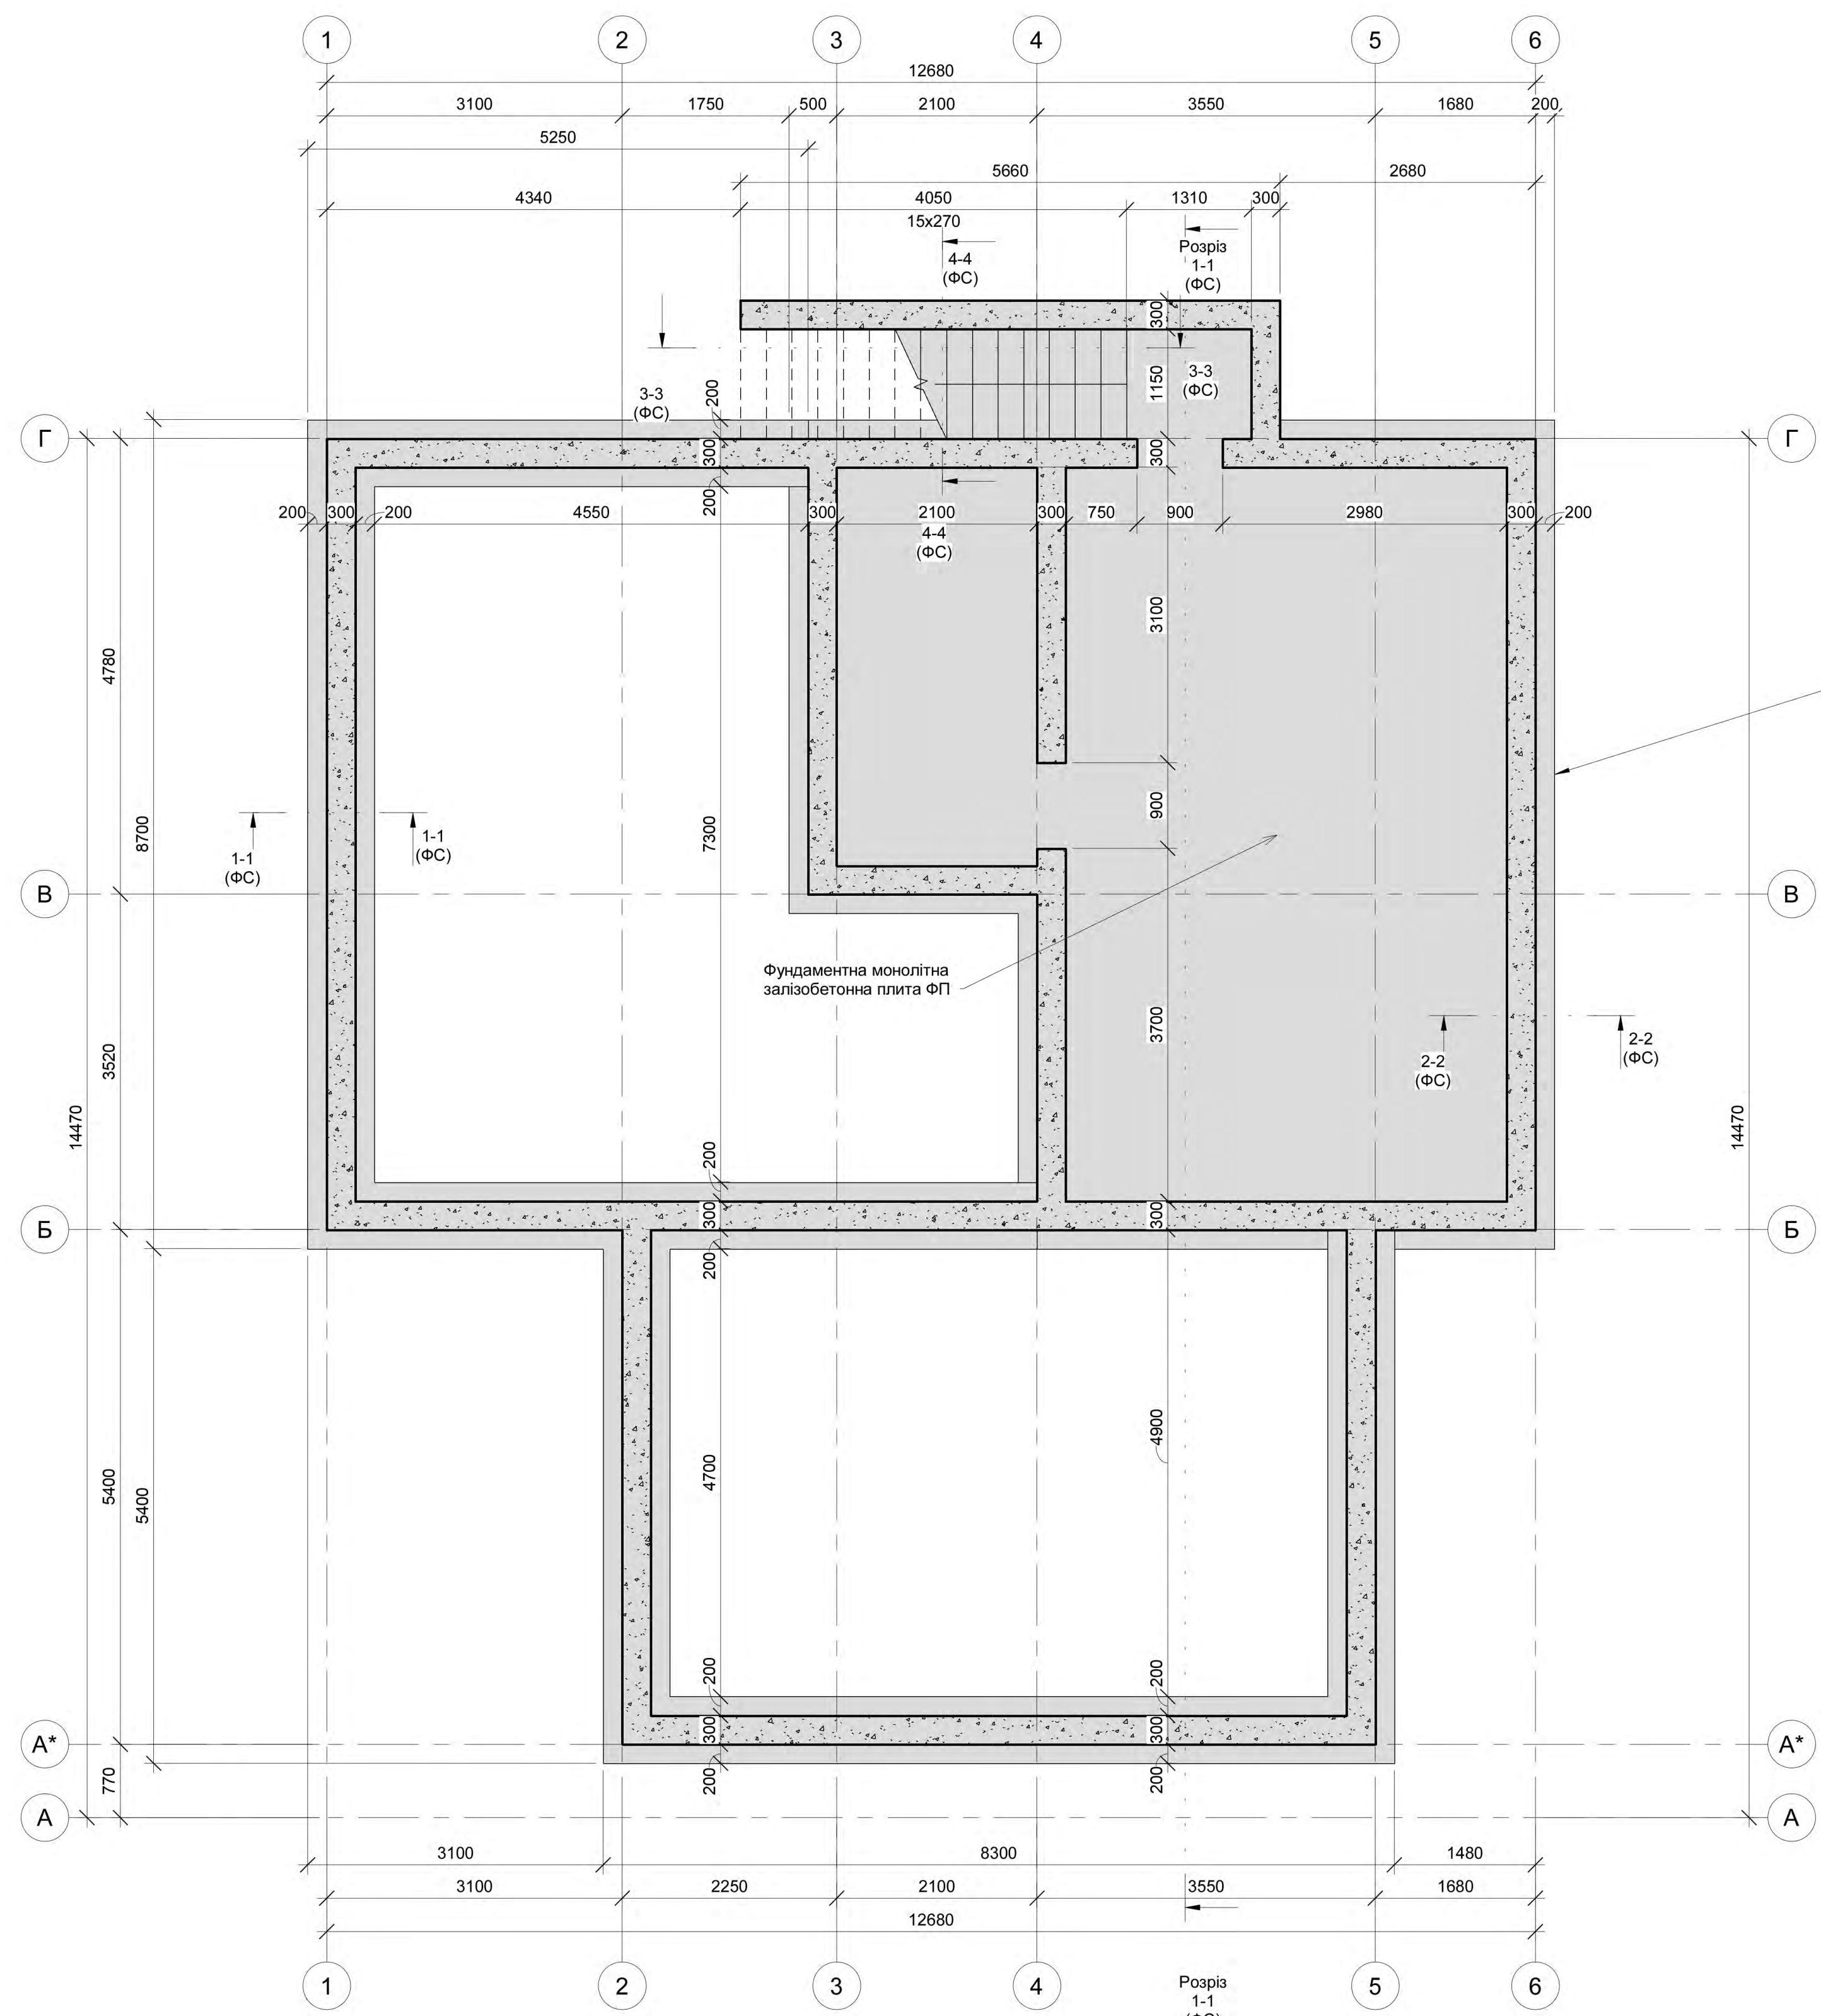 1 2 3 4 5 6
12680
3100 1750 500 2100 3550 1680 200
5250
5660 2680
4340 4050 1310 300
15x270
Розріз
1-1
(ФС)
4-4
(ФС)
300
3-3
(ФС)
200
1150
3-3
(ФС)
Г
300
300
Г
200
200 300 200 4550 300 2100 300 750 900 2980 300 200
4-4
(ФС)
3100
4780
8700
7300
900
1-1
(ФС)
1-1
(ФС)
В
В
Фундаментна монолітна
залізобетонна плита ФП
3520
3700
2-2
(ФС)
2-2
(ФС)
14470
14470
200
300
300
Б
Б
200
5400
5400
4700
4900
200
200
300
300
А*
А*
200
200
770
А
А
3100 8300 1480
3100 2250 2100 3550 1680
12680
1 2 3 4 5 6
Розріз
1-1